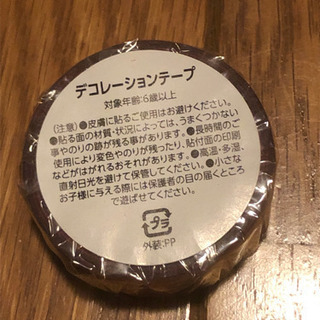 デコレーションテープ
対象年齢:6歳以上
(注意)●皮膚に貼るご使用はお避けください。
●貼る面の材質・状況によっては、うまくつかない
事やのりの跡が残る事があります。●長時間のご
使用により変色やのりが残ったり、貼付面の印刷
などがはがれるおそれがあります。●高温・多湿、
直射日光を避けて保管してください。●小さな
お子様に与える際には保護者の目の届くところ
で遊ばせてください。
プラ
外装:PP